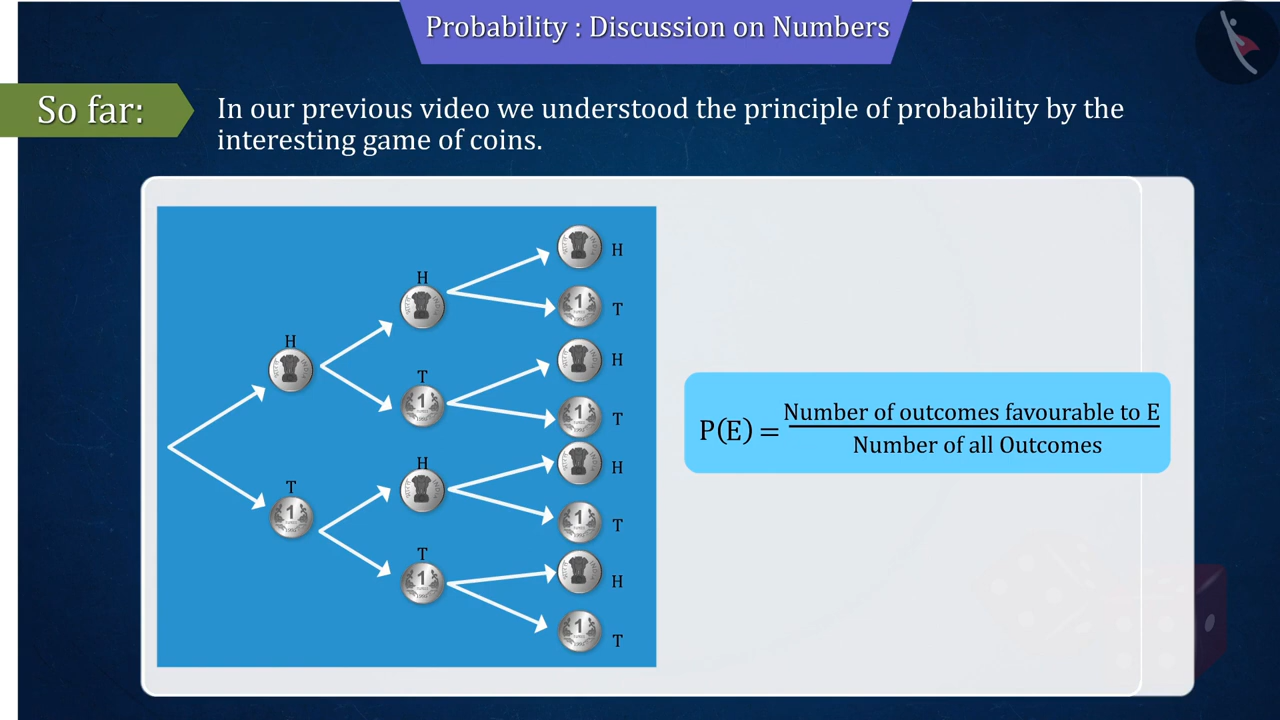 Probability : Discussion on Numbers
So far:
In our previous video we understood the principle of probability by the
interesting game of coins.
H
T
H
T
H
T
H
T
H
T
H
T
H
T
P(E) = Number of outcomes favourable to E
Number of all Outcomes